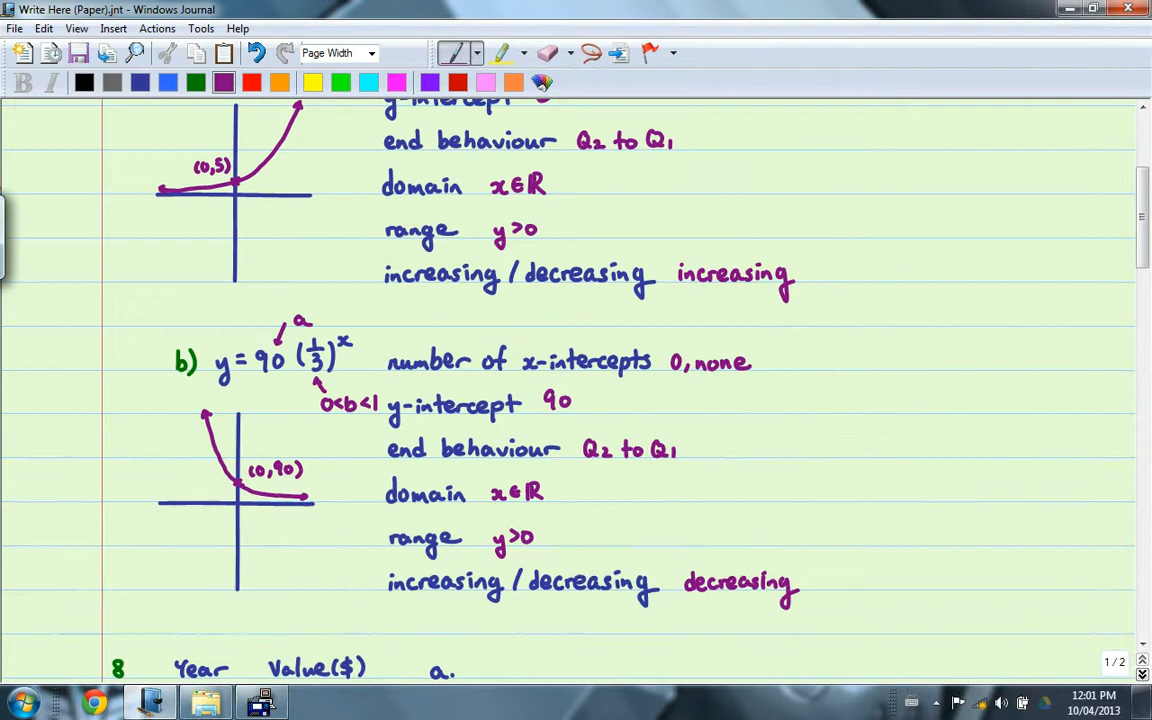 Write Here (Paper).jnt - Windows Journal
File Edit View Insert Actions Tools Help
Page Width
B I
y-intercept
(0,5)
end behaviour Q2 to Q1
domain x∈ℝ
range y>0
increasing / decreasing increasing
a
b) y = 90 (1/3)^x number of x-intercepts 0, none
0<b<1 y-intercept 90
end behaviour Q2 to Q1
(0,90)
domain x∈ℝ
range y>0
increasing / decreasing decreasing
8 Year Value($) a.
1 / 2
12:01 PM
10/04/2013